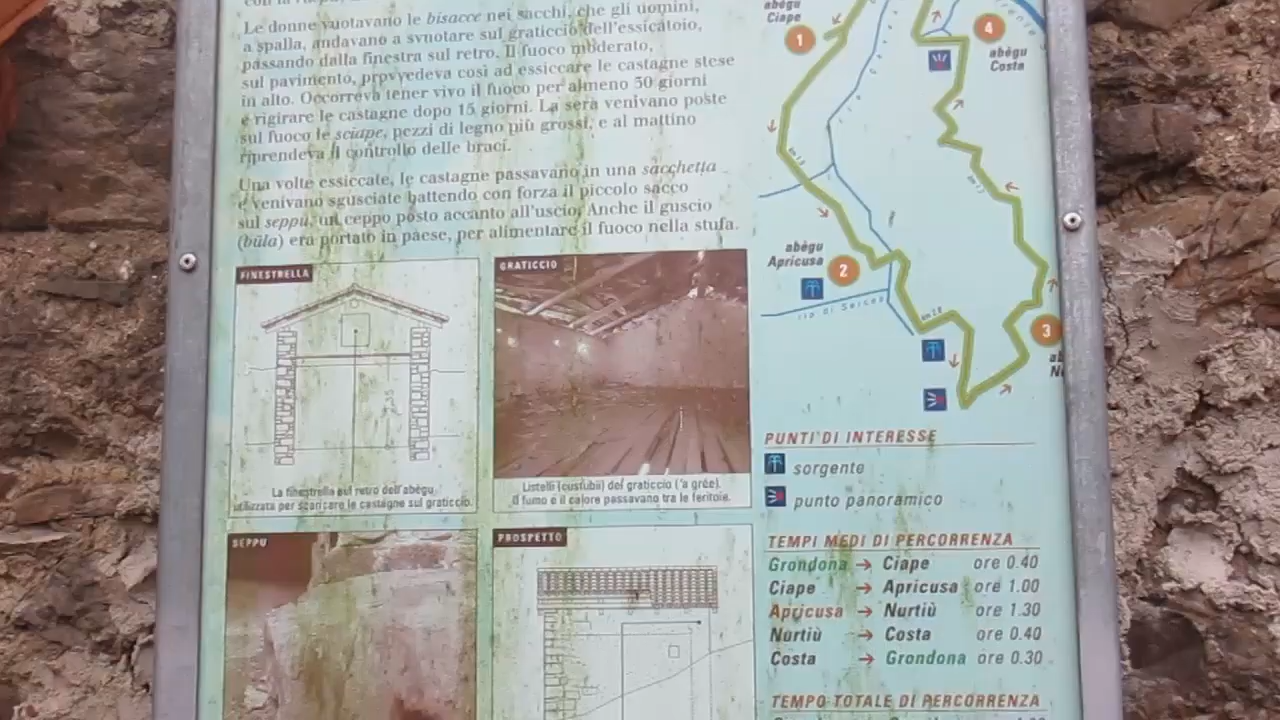 Le donne vuotavano le bisacce nei sacchi, che gli uomini,
a spalla, andavano a svuotare sul graticcio dell'essicatoio,
passando dalla finestra sul retro. Il fuoco moderato,
sul pavimento, provvedeva così ad essiccare le castagne stese
in alto. Occorreva tener vivo il fuoco per almeno 30 giorni
e rigirare le castagne dopo 15 giorni. La sera venivano poste
sul fuoco le sciape, pezzi di legno più grossi, e al mattino
riprendeva il controllo delle braci.
Una volte essiccate, le castagne passavano in una sacchetta
e venivano sgusciate battendo con forza il piccolo sacco
sul seppu, un ceppo posto accanto all'uscio. Anche il guscio
(büla) era portato in paese, per alimentare il fuoco nella stufa.
FINESTRELLA
La finestrella sul retro dell'abégu
utilizzata per scaricare le castagne sul graticcio.
GRATICCIO
Listelli (custubii) del graticcio ('a grèe).
Il fumo e il calore passavano tra le feritoie.
SEPPU
PROSPETTO
abègu
Ciape
1
4
abègu
Costa
abègu
Apricusa
2
rio di
3
PUNTI DI INTERESSE
sorgente
punto panoramico
TEMPI MEDI DI PERCORRENZA
Grondona → Ciape ore 0.40
Ciape → Apricusa ore 1.00
Apricusa → Nurtiù ore 1.30
Nurtiù → Costa ore 0.40
Costa → Grondona ore 0.30
TEMPO TOTALE DI PERCORRENZA